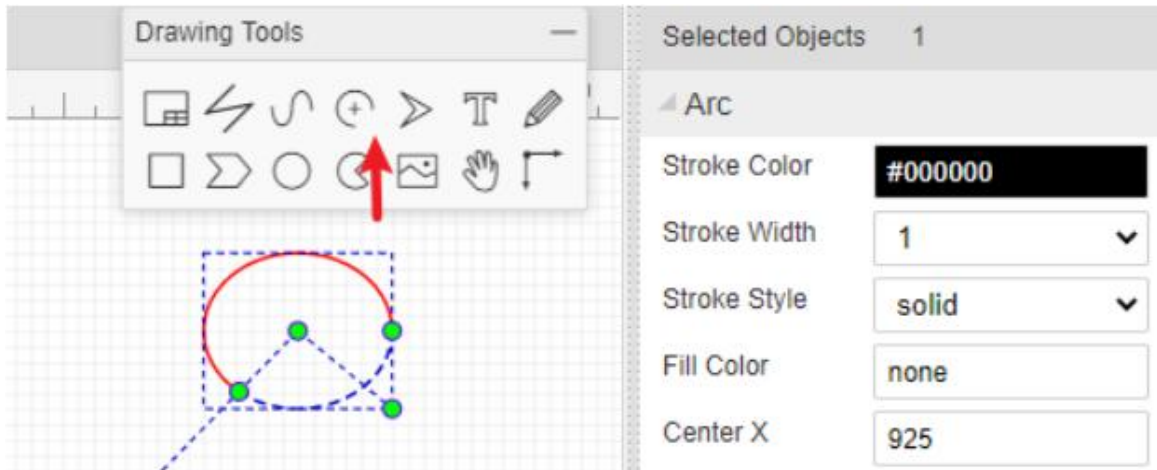 Drawing Tools
T
Selected Objects 1
Arc
Stroke Color #000000
Stroke Width 1
Stroke Style solid
Fill Color none
Center X 925